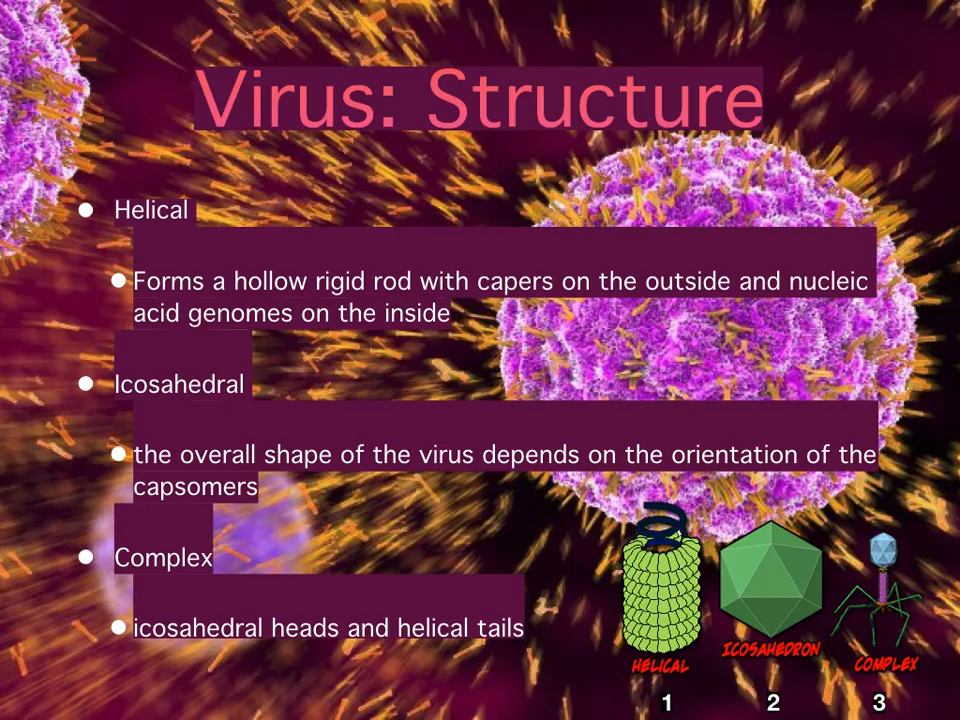 Virus: Structure
Helical
Forms a hollow rigid rod with capers on the outside and nucleic
acid genomes on the inside
Icosahedral
the overall shape of the virus depends on the orientation of the
capsomers
Complex
icosahedral heads and helical tails
HELICAL
ICOSAHEDRON
COMPLEX
1 2 3